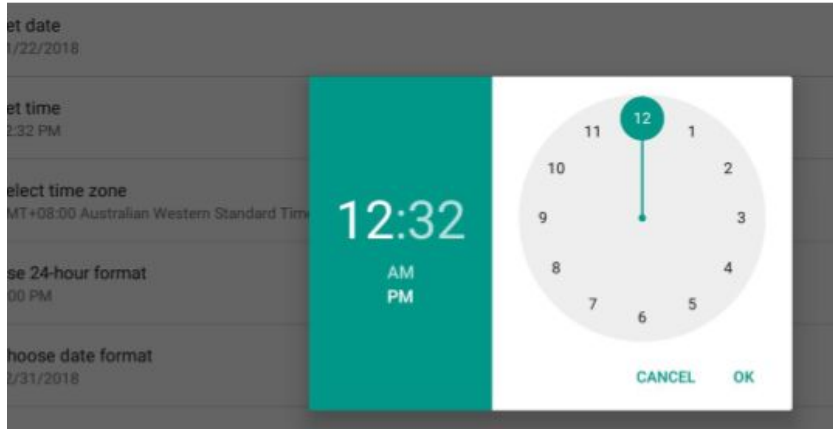 et date
1/22/2018
et time
2:32 PM
elect time zone
MT+08:00 Australian Western Standard Time
se 24-hour format
:00 PM
hoose date format
2/31/2018
12:32
AM
PM
12
11
1
10
2
9
3
8
4
7
5
6
CANCEL OK